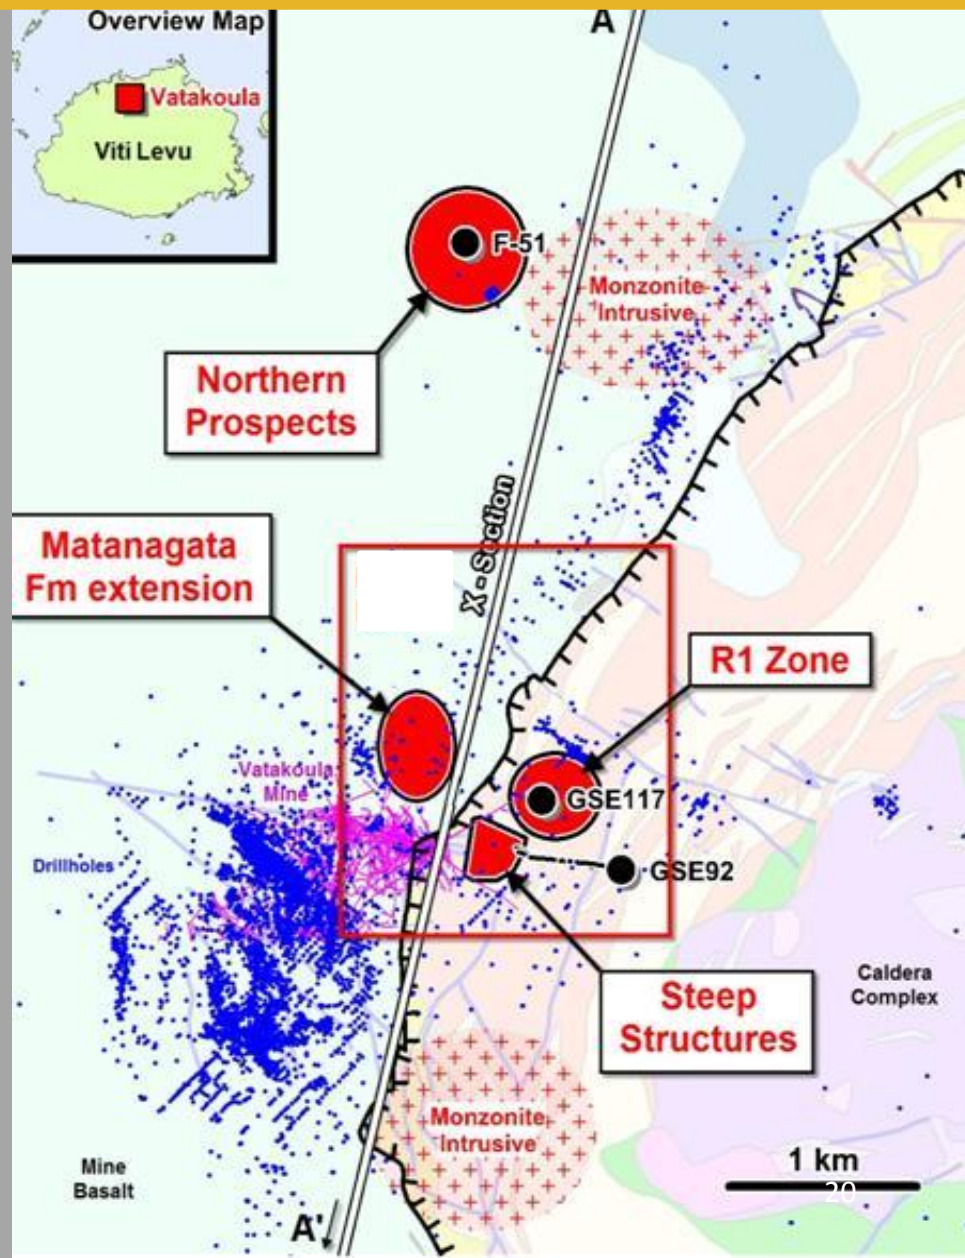 Overview Map
Vatakoula
Viti Levu
A
F-51
Monzonite
Intrusive
Northern
Prospects
X - Section
Matanagata
Fm extension
R1 Zone
Vatakoula
Mine
GSE117
Drillholes
GSE92
Caldera
Complex
Steep
Structures
Monzonite
Intrusive
Mine
Basalt
1 km
20
A'